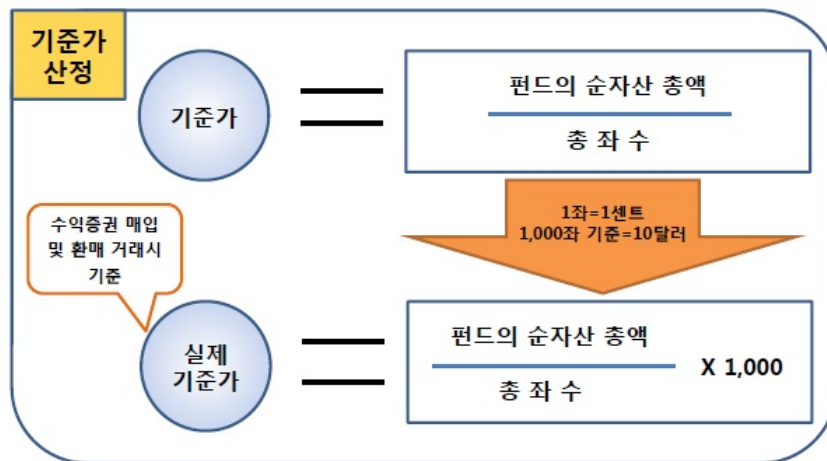 기준가
산정
기준가
펀드의 순자산 총액
총 좌 수
1좌=1센트
1,000좌 기준=10달러
수익증권 매입
및 환매 거래시
기준
실제
기준가
펀드의 순자산 총액
총 좌 수
X 1,000